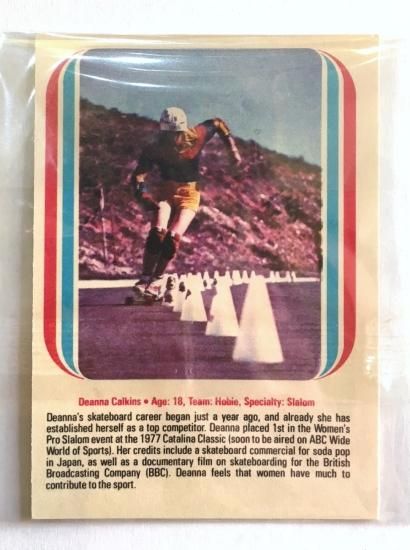 Deanna Calkins • Age: 18, Team: Hobie, Specialty: Slalom
Deanna's skateboard career began just a year ago, and already she has
established herself as a top competitor. Deanna placed 1st in the Women's
Pro Slalom event at the 1977 Catalina Classic (soon to be aired on ABC Wide
World of Sports). Her credits include a skateboard commercial for soda pop
in Japan, as well as a documentary film on skateboarding for the British
Broadcasting Company (BBC). Deanna feels that women have much to
contribute to the sport.